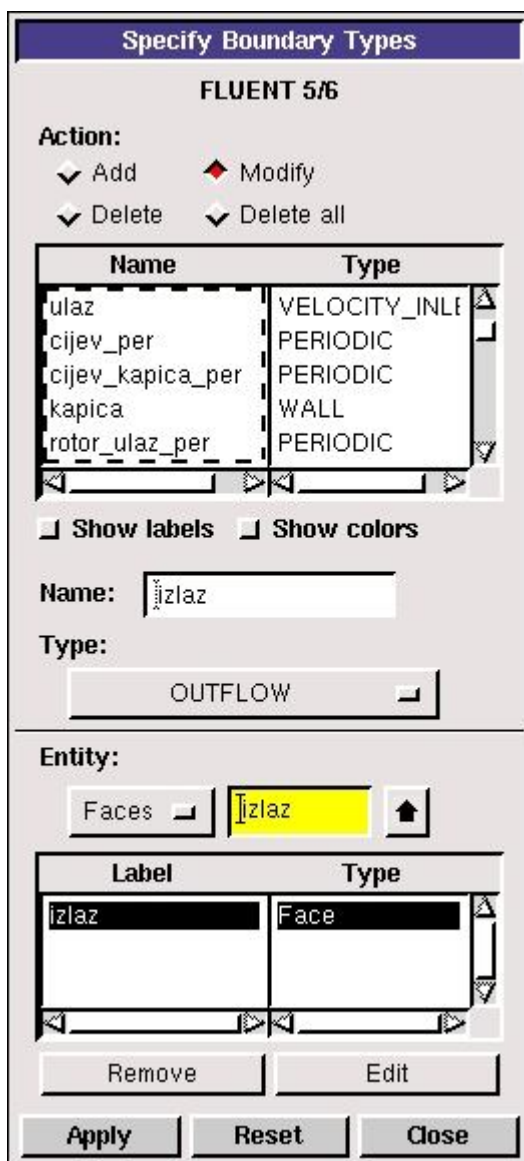 Specify Boundary Types
FLUENT 5/6
Action:
Add Modify
Delete Delete all
Name Type
ulaz VELOCITY_INLE
cijev_per PERIODIC
cijev_kapica_per PERIODIC
kapica WALL
rotor_ulaz_per PERIODIC
Show labels Show colors
Name: izlaz
Type:
OUTFLOW
Entity:
Faces izlaz
Label Type
izlaz Face
Remove Edit
Apply Reset Close